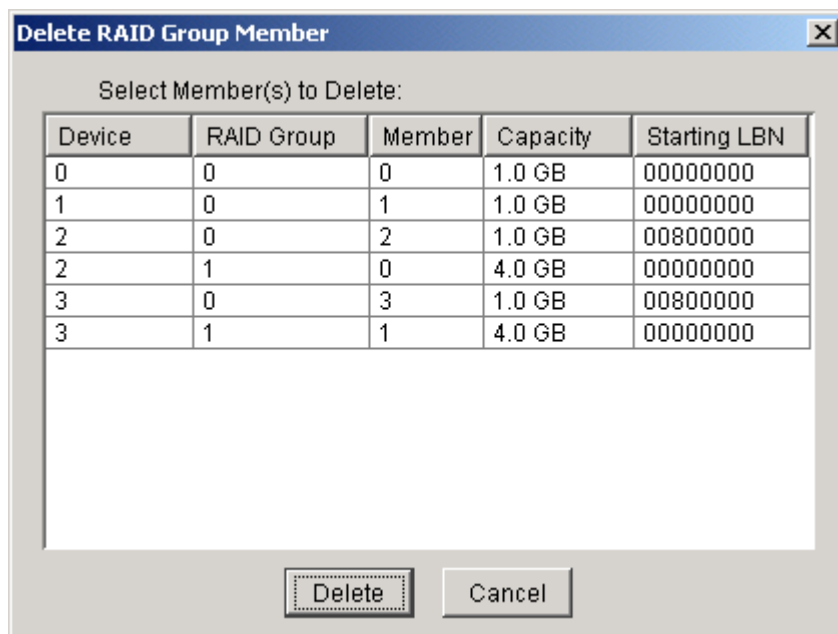 Delete RAID Group Member
Select Member(s) to Delete:
Device RAID Group Member Capacity Starting LBN
0 0 0 1.0 GB 00000000
1 0 1 1.0 GB 00000000
2 0 2 1.0 GB 00800000
2 1 0 4.0 GB 00000000
3 0 3 1.0 GB 00800000
3 1 1 4.0 GB 00000000
Delete Cancel